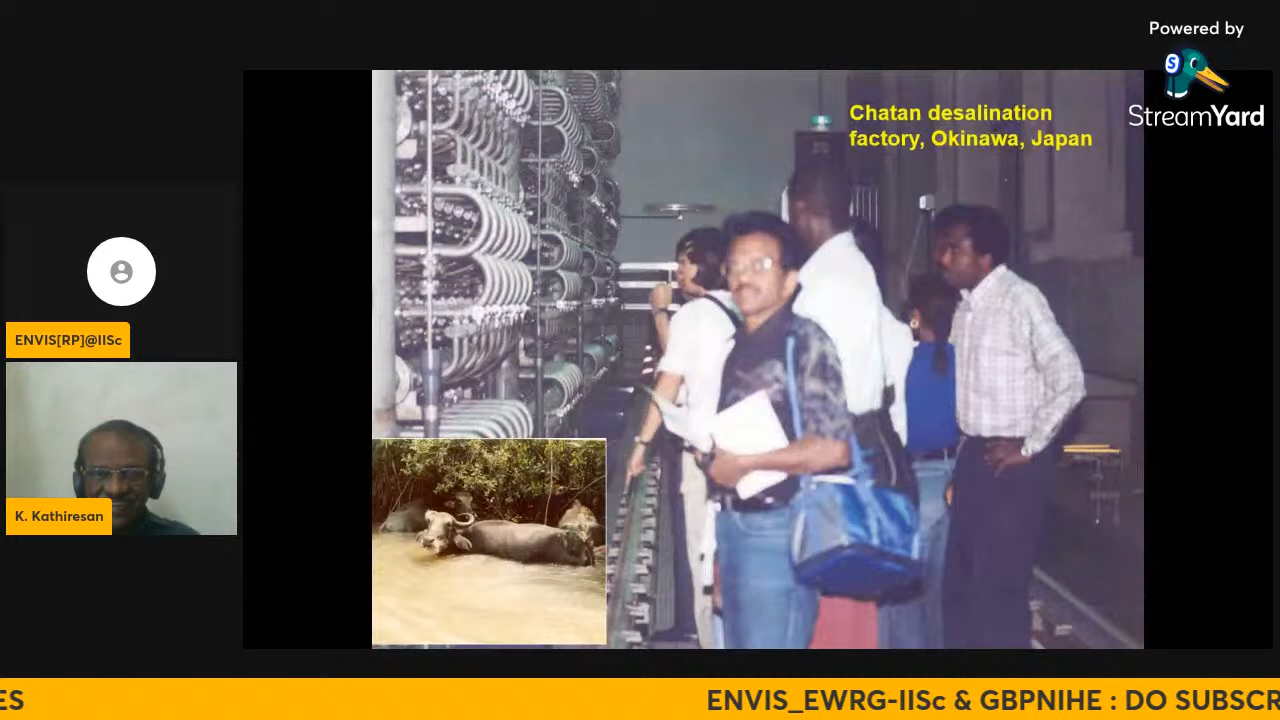 Powered by
StreamYard
Chatan desalination
factory, Okinawa, Japan
ENVIS[RP]@IISc
K. Kathiresan
ES
ENVIS_EWRG-IISc & GBPNIHE : DO SUBSCR